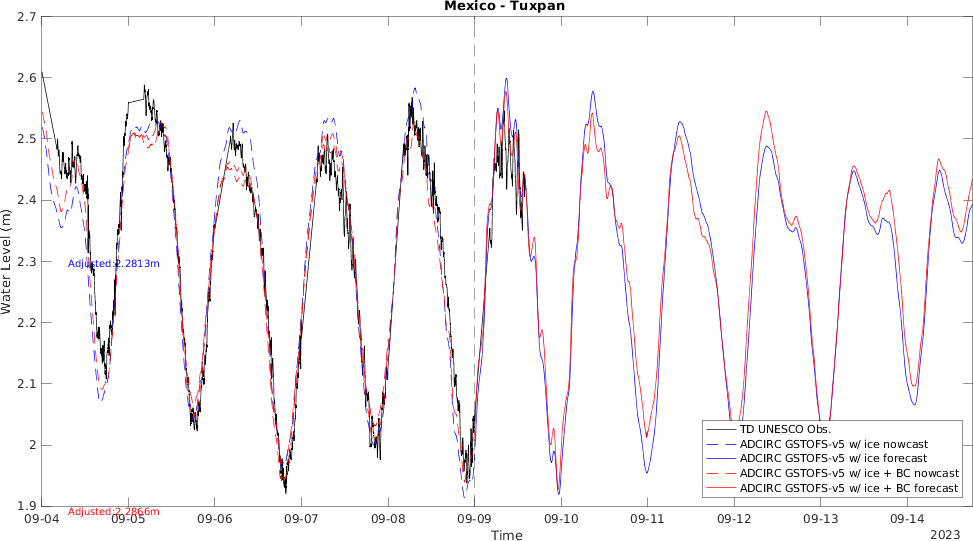 Mexico - Tuxpan
2.7
2.6
2.5
2.4
2.3
2.2
2.1
2
1.9
Water Level (m)
Adjusted:2.2813m
Adjusted:2.2866m
TD UNESCO Obs.
ADCIRC GSTOFS-v5 w/ ice nowcast
ADCIRC GSTOFS-v5 w/ ice forecast
ADCIRC GSTOFS-v5 w/ ice + BC nowcast
ADCIRC GSTOFS-v5 w/ ice + BC forecast
09-04 09-05 09-06 09-07 09-08 09-09 09-10 09-11 09-12 09-13 09-14
Time
2023